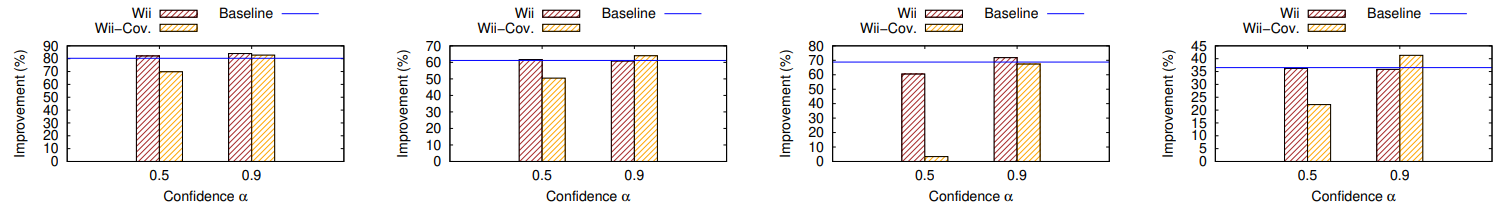 Wii Baseline
Wii−Cov.
Improvement (%)
90
80
70
60
50
40
30
20
10
0
0.5 0.9
Confidence α
Wii Baseline
Wii−Cov.
Improvement (%)
70
60
50
40
30
20
10
0
0.5 0.9
Confidence α
Wii Baseline
Wii−Cov.
Improvement (%)
80
70
60
50
40
30
20
10
0
0.5 0.9
Confidence α
Wii Baseline
Wii−Cov.
Improvement (%)
45
40
35
30
25
20
15
10
5
0
0.5 0.9
Confidence α